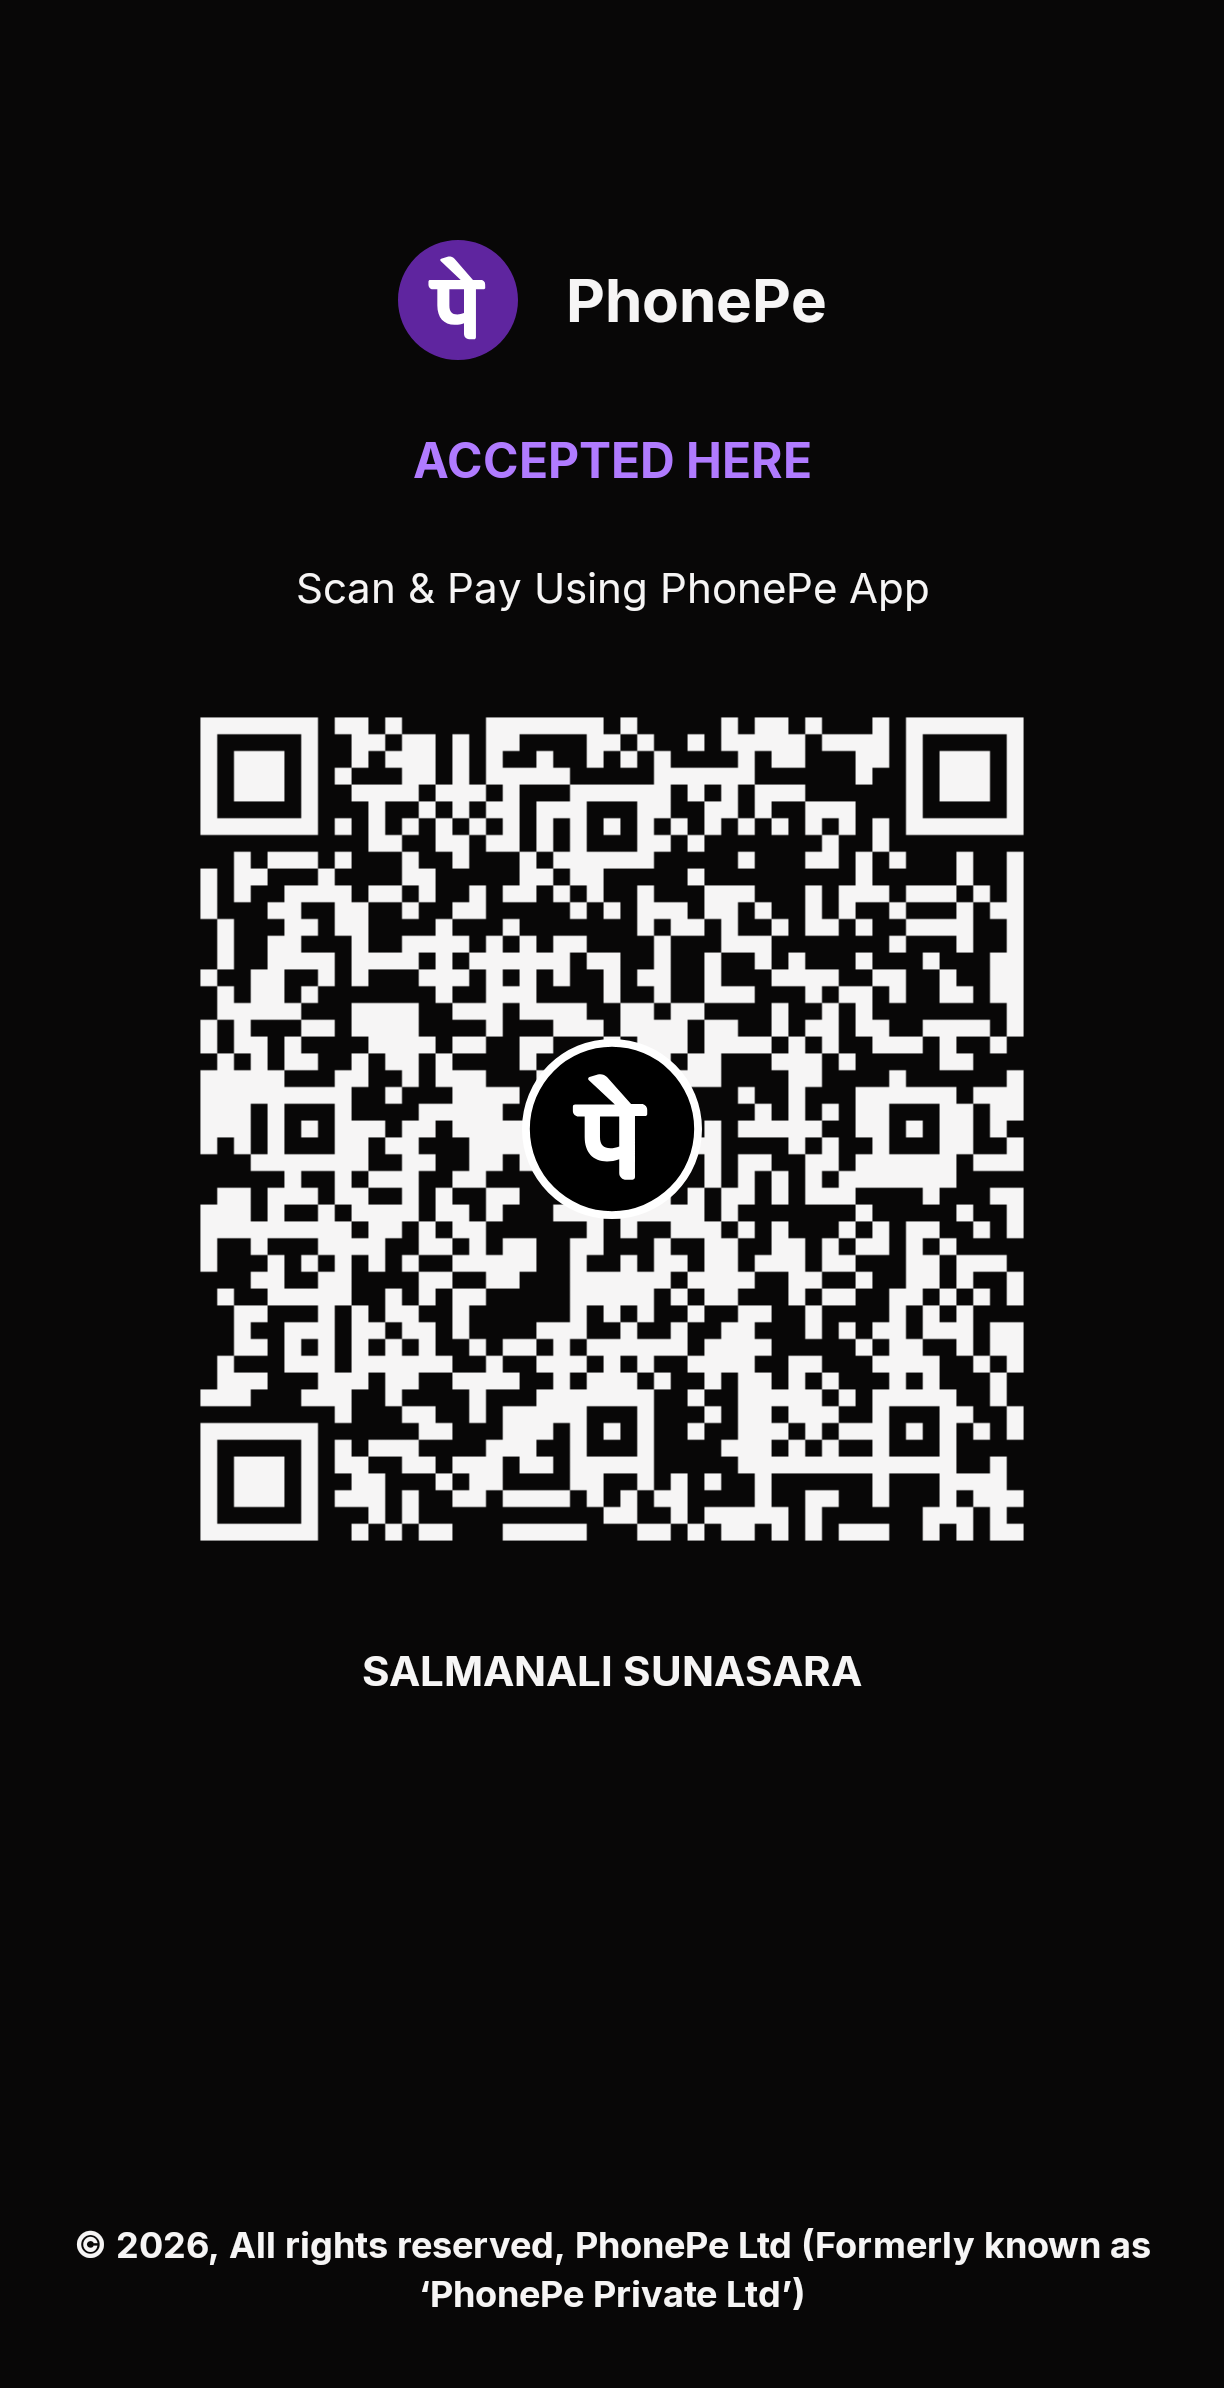 पे PhonePe
ACCEPTED HERE
Scan & Pay Using PhonePe App
पे
SALMANALI SUNASARA
© 2026, All rights reserved, PhonePe Ltd (Formerly known as
‘PhonePe Private Ltd’)